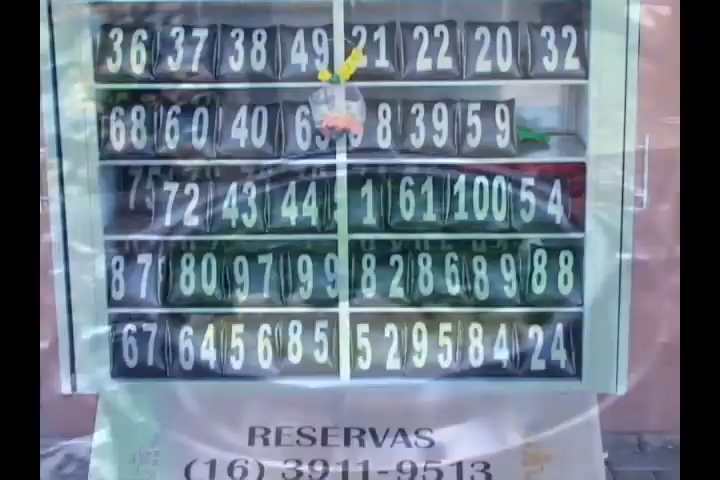 36 37 38 49 21 22 20 32
68 60 40 39 59
72 43 44 1 61 100 54
87 80 97 99 82 86 89 88
67 64 56 85 52 95 84 24
RESERVAS
(16) 3911-9513